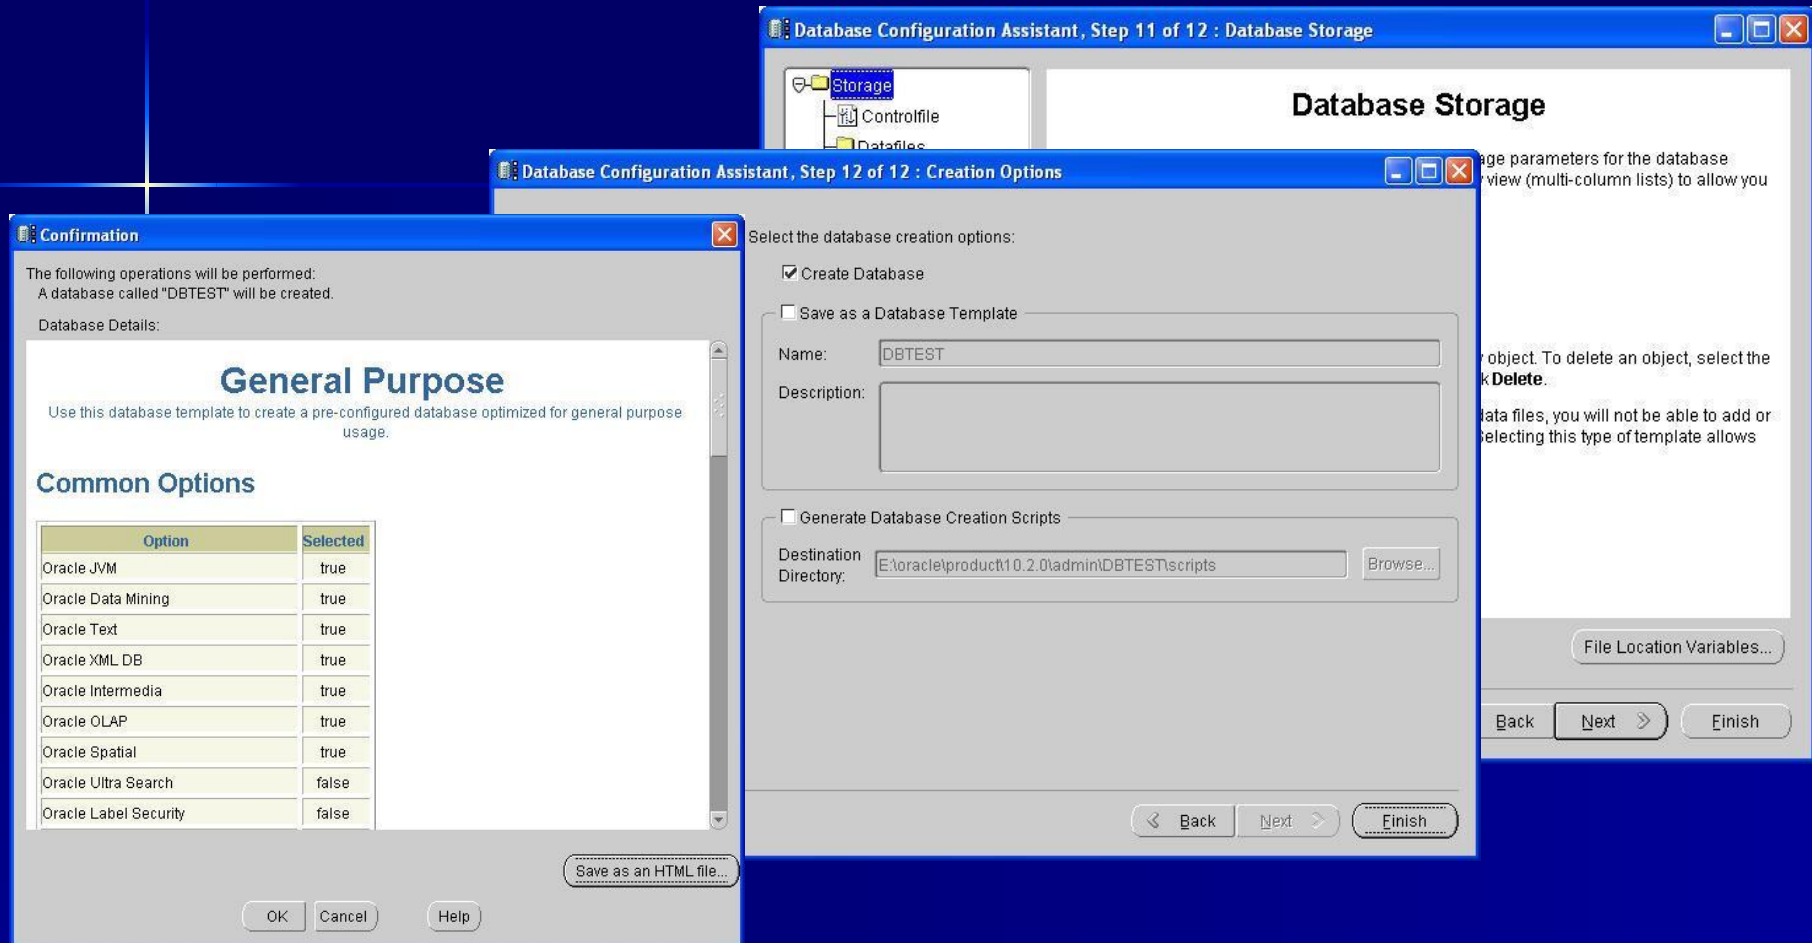 Database Configuration Assistant, Step 11 of 12 : Database Storage
Storage
Controlfile
Datafiles
Database Storage
age parameters for the database
view (multi-column lists) to allow you
object. To delete an object, select the
Delete.
data files, you will not be able to add or
electing this type of template allows
File Location Variables...
Back
Next
Finish
Database Configuration Assistant, Step 12 of 12 : Creation Options
Select the database creation options:
Create Database
Save as a Database Template
Name:
DBTEST
Description:
Generate Database Creation Scripts
Destination
Directory:
E:\oracle\product\10.2.0\admin\DBTEST\scripts
Browse...
Back
Next
Finish
Confirmation
The following operations will be performed:
A database called "DBTEST" will be created.
Database Details:
General Purpose
Use this database template to create a pre-configured database optimized for general purpose
usage.
Common Options
Option Selected
Oracle JVM true
Oracle Data Mining true
Oracle Text true
Oracle XML DB true
Oracle Intermedia true
Oracle OLAP true
Oracle Spatial true
Oracle Ultra Search false
Oracle Label Security false
Save as an HTML file...
OK
Cancel
Help